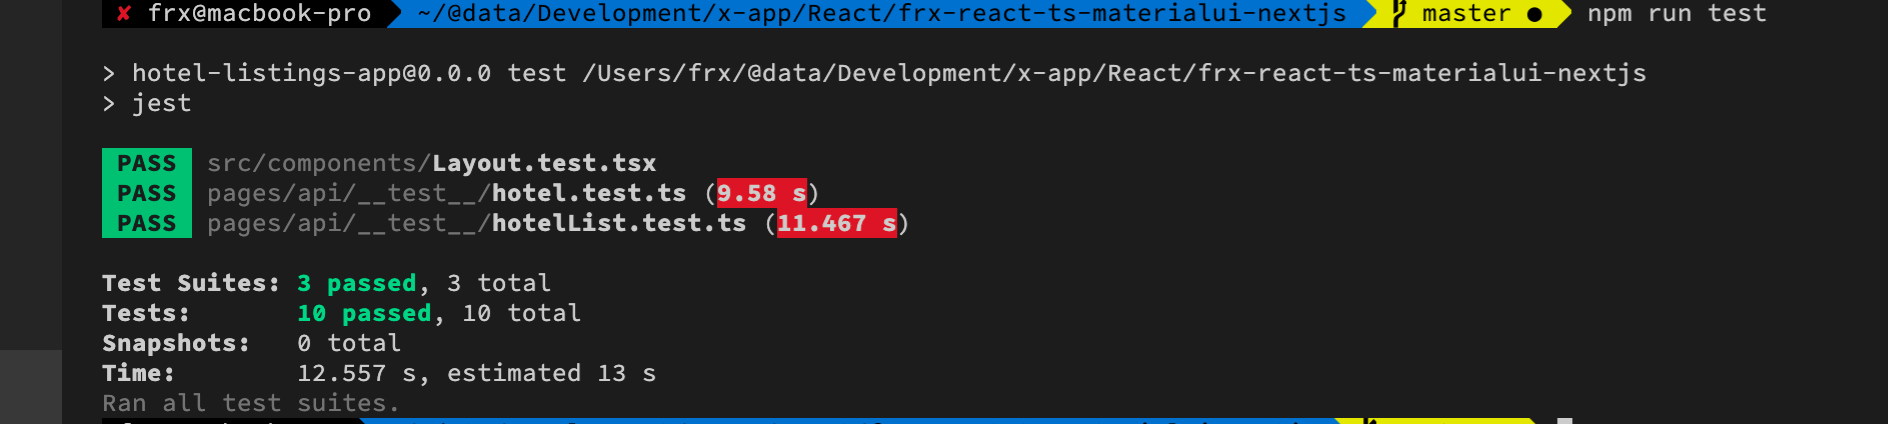 ✘ frx@macbook-pro ~/@data/Development/x-app/React/frx-react-ts-materialui-nextjs master ● npm run test
> hotel-listings-app@0.0.0 test /Users/frx/@data/Development/x-app/React/frx-react-ts-materialui-nextjs
> jest
PASS src/components/Layout.test.tsx
PASS pages/api/__test__/hotel.test.ts (9.58 s)
PASS pages/api/__test__/hotelList.test.ts (11.467 s)
Test Suites: 3 passed, 3 total
Tests: 10 passed, 10 total
Snapshots: 0 total
Time: 12.557 s, estimated 13 s
Ran all test suites.